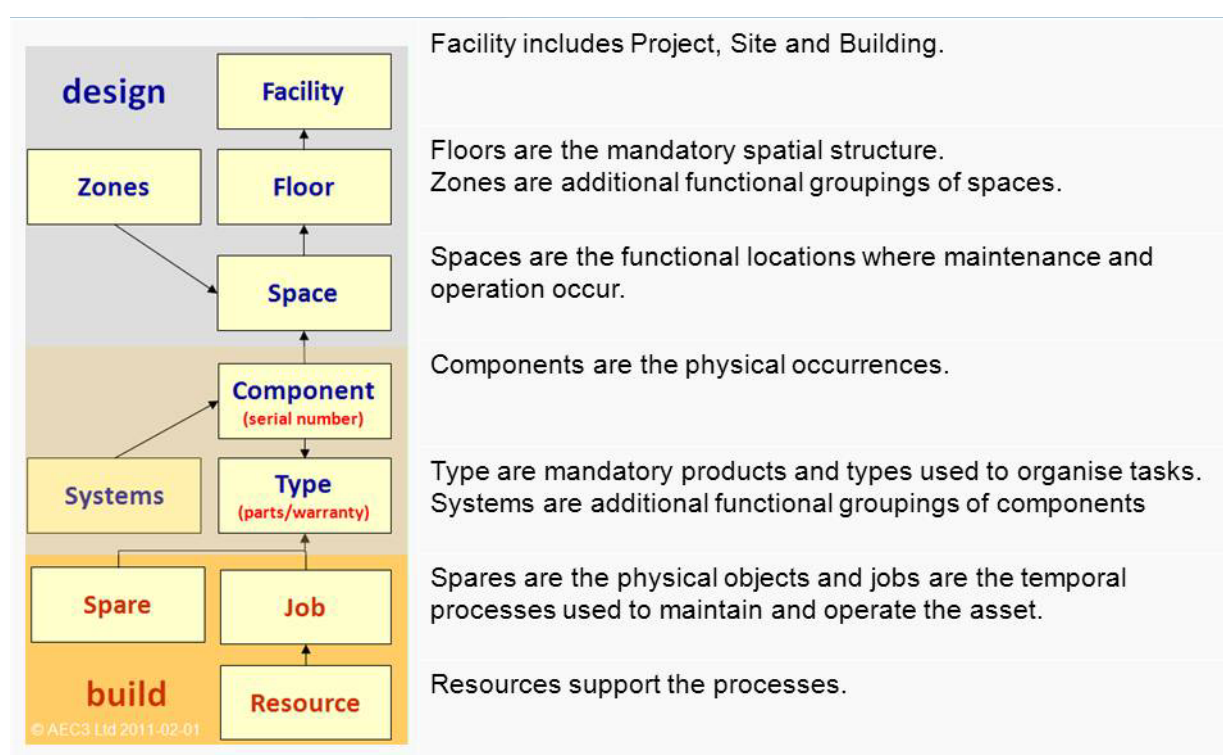 Facility includes Project, Site and Building.
design
Facility
Floors are the mandatory spatial structure.
Zones are additional functional groupings of spaces.
Zones
Floor
Spaces are the functional locations where maintenance and
operation occur.
Space
Components are the physical occurrences.
Component
(serial number)
Type are mandatory products and types used to organise tasks.
Systems are additional functional groupings of components
Systems
Type
(parts/warranty)
Spares are the physical objects and jobs are the temporal
processes used to maintain and operate the asset.
Spare
Job
Resources support the processes.
build
Resource
© AEC3 Ltd 2011-02-01